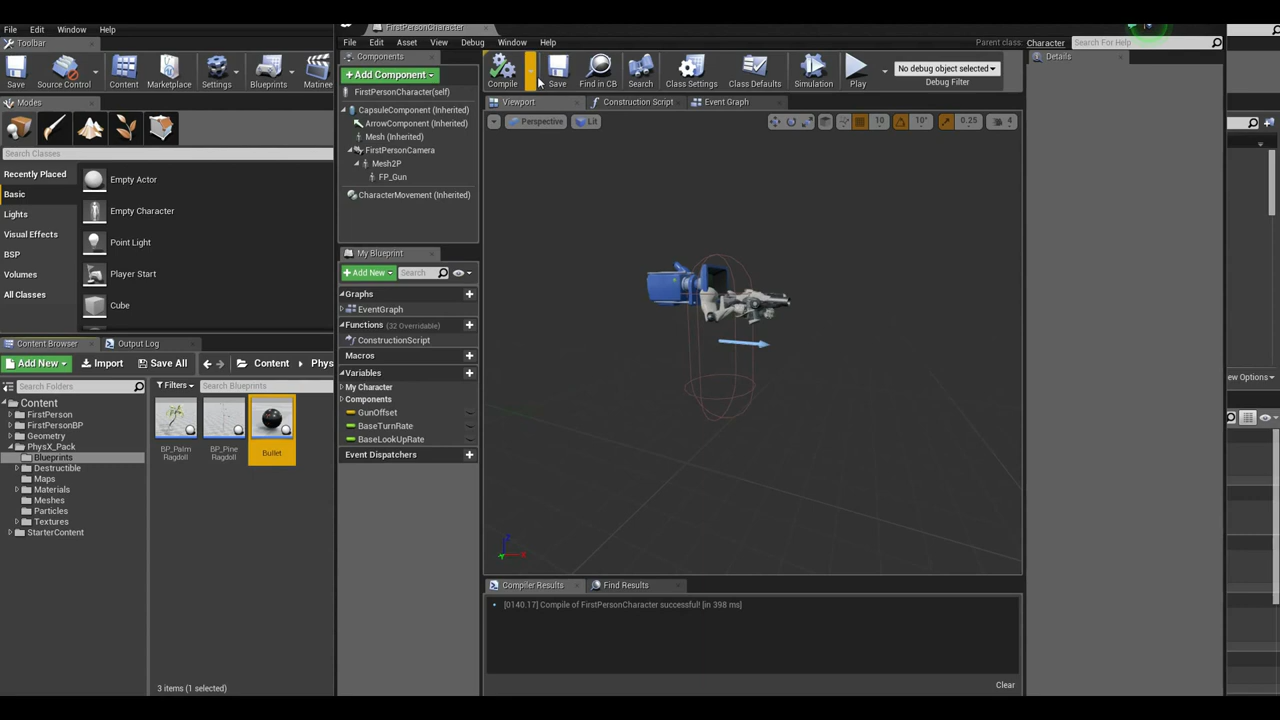 File Edit Window Help
Toolbar
Save Source Control Content Marketplace Settings Blueprints Matinee
Modes
Search Classes
Recently Placed
Basic
Lights
Visual Effects
BSP
Volumes
All Classes
Empty Actor
Empty Character
Point Light
Player Start
Cube
Content Browser Output Log
Add New Import Save All Content Phys
Search Folders
Filters Search Blueprints
Content
FirstPerson
FirstPersonBP
Geometry
PhysX_Pack
Blueprints
Destructible
Maps
Materials
Meshes
Particles
Textures
StarterContent
BP_Palm
Ragdoll
BP_Pine
Ragdoll
Bullet
3 items (1 selected)
FirstPersonCharacter
File Edit Asset View Debug Window Help
Parent class: Character Search For Help
Components
+Add Component
FirstPersonCharacter(self)
CapsuleComponent (Inherited)
ArrowComponent (Inherited)
Mesh (Inherited)
FirstPersonCamera
Mesh2P
FP_Gun
CharacterMovement (Inherited)
My Blueprint
+Add New Search
Graphs
EventGraph
Functions (32 Overridable)
ConstructionScript
Macros
Variables
My Character
Components
GunOffset
BaseTurnRate
BaseLookUpRate
Event Dispatchers
Compile Save Find in CB Search Class Settings Class Defaults Simulation Play
No debug object selected
Debug Filter
Viewport Construction Script Event Graph
Perspective Lit 10 10° 0.25 4
Compiler Results Find Results
[0140.17] Compile of FirstPersonCharacter successful! [in 398 ms]
Clear
Details
ew Options